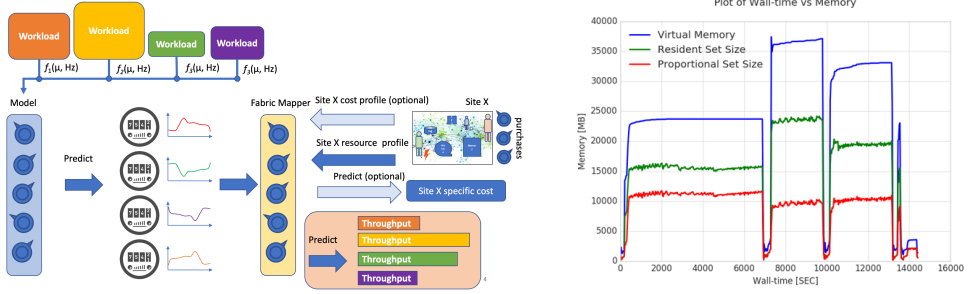 Workload
Workload
Workload
Workload
f₁(μ, Hz)
f₂(μ, Hz)
f₃(μ, Hz)
f₃(μ, Hz)
Model
Predict
Fabric Mapper
Site X cost profile (optional)
Site X
purchases
Site X resource profile
Predict (optional)
Site X specific cost
Predict
Throughput
Throughput
Throughput
Throughput
Plot of Wall-time vs Memory
Virtual Memory
Resident Set Size
Proportional Set Size
Memory [MB]
40000
35000
30000
25000
20000
15000
10000
5000
0
0 2000 4000 6000 8000 10000 12000 14000 16000
Wall-time [SEC]